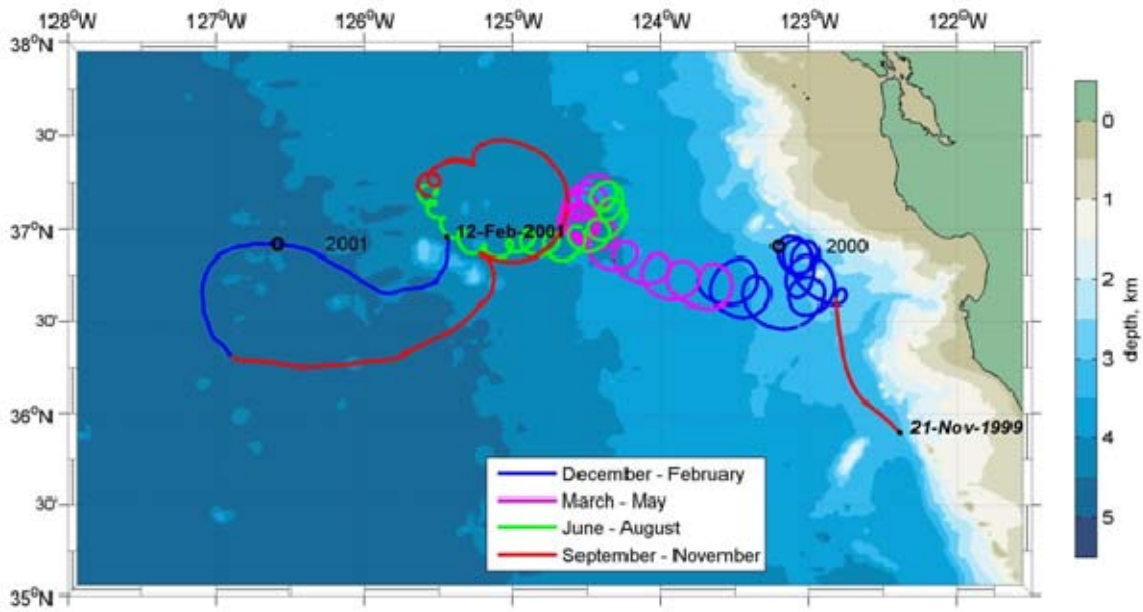 128°W 127°W 126°W 125°W 124°W 123°W 122°W
38°N
30'
37°N
30'
36°N
30'
35°N
12-Feb-2001
2001
2000
21-Nov-1999
December - February
March - May
June - August
September - November
0
1
2
3
4
5
depth, km